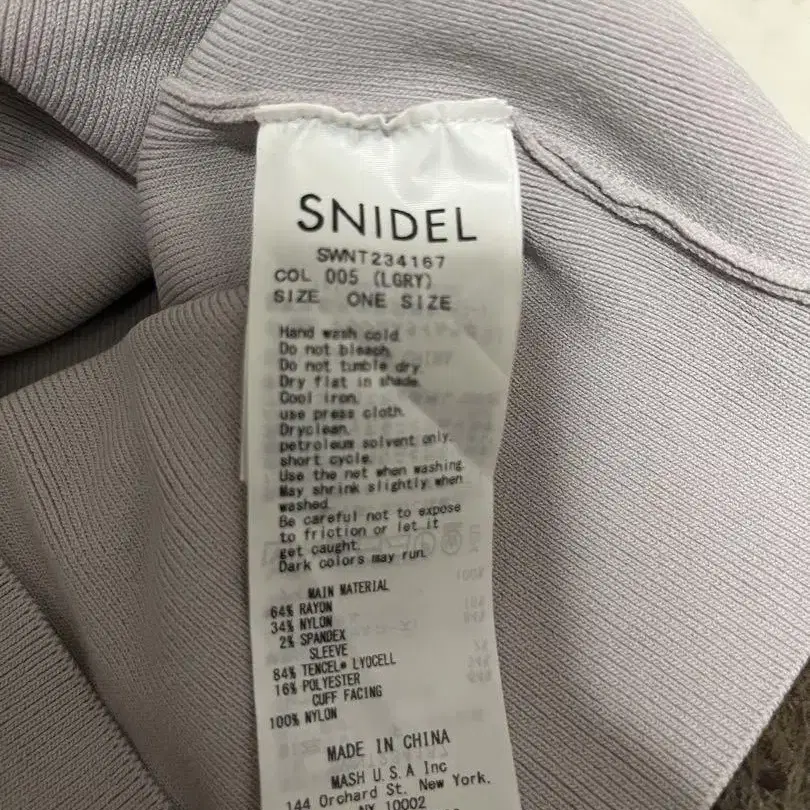 SNIDEL
SWNT234167
COL 005 (LGRY)
SIZE ONE SIZE
Hand wash cold.
Do not bleach.
Do not tumble dry.
Dry flat in shade.
Cool iron.
use press cloth.
Dryclean.
petroleum solvent only.
short cycle.
Use the net when washing.
May shrink slightly when
washed.
Be careful not to expose
to friction or let it
get caught.
Dark colors may run.
MAIN MATERIAL
64% RAYON
34% NYLON
2% SPANDEX
SLEEVE
84% TENCEL® LYOCELL
16% POLYESTER
CUFF FACING
100% NYLON
MADE IN CHINA
MASH U.S.A Inc
144 Orchard St. New York.
NY 10002